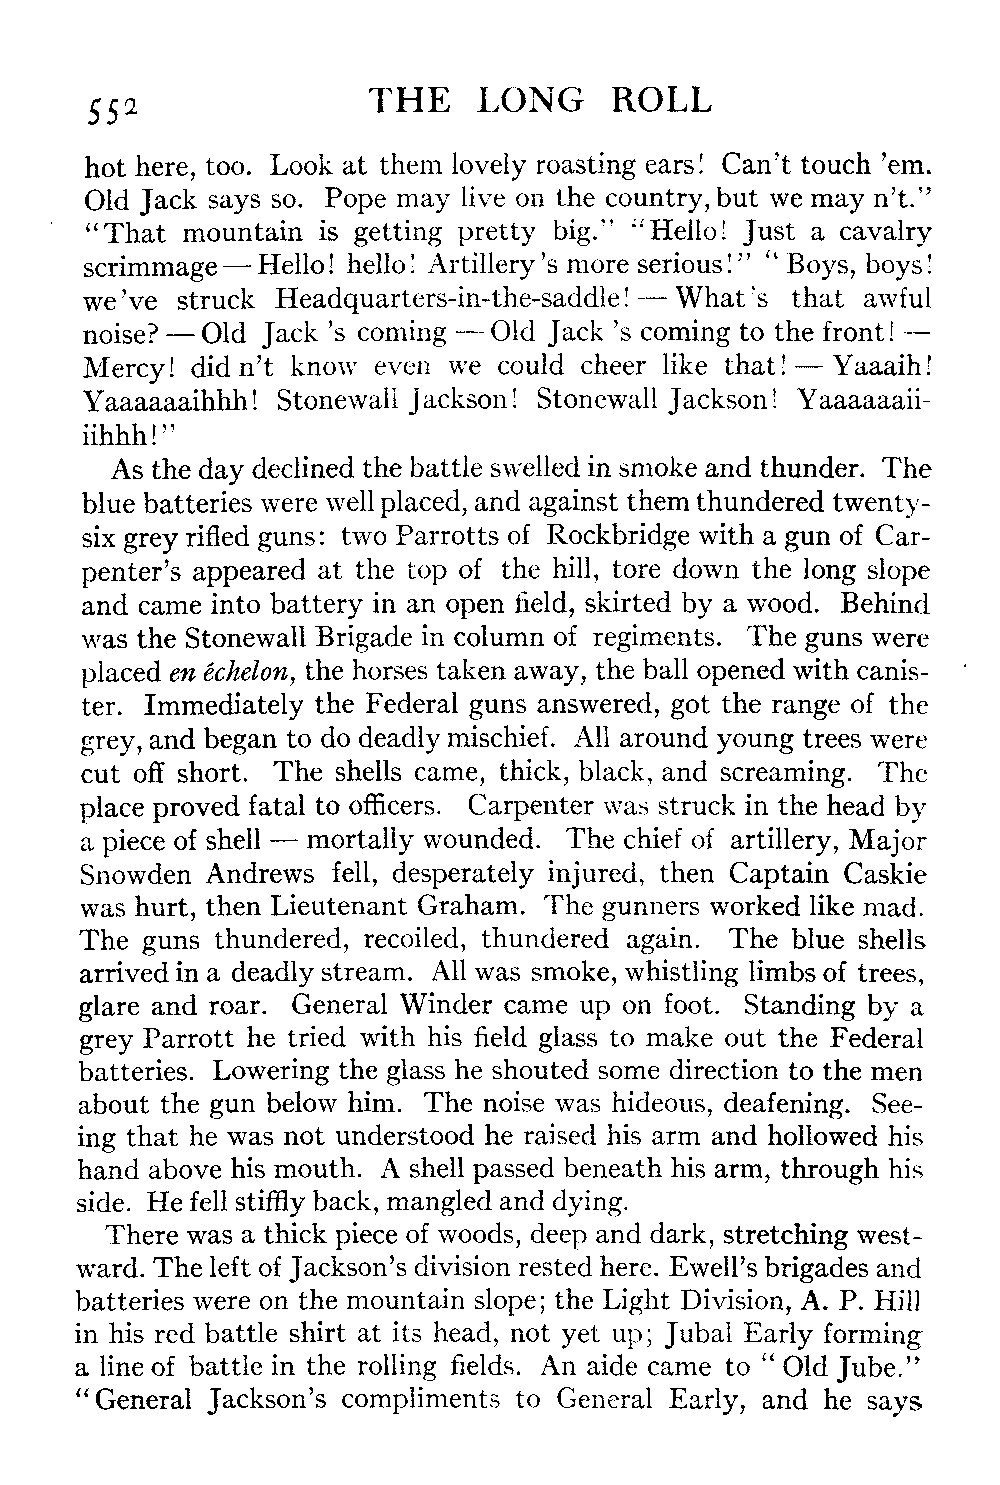 552 THE LONG ROLL
hot here, too. Look at them lovely roasting ears! Can't touch 'em.
Old Jack says so. Pope may live on the country, but we may n't."
"That mountain is getting pretty big." "Hello! Just a cavalry
scrimmage — Hello! hello! Artillery's more serious!" "Boys, boys!
we've struck Headquarters-in-the-saddle! — What's that awful
noise? — Old Jack 's coming — Old Jack 's coming to the front! —
Mercy! did n't know even we could cheer like that! — Yaaaih!
Yaaaaaaihhh! Stonewall Jackson! Stonewall Jackson! Yaaaaaaii-
iihhh!"
As the day declined the battle swelled in smoke and thunder. The
blue batteries were well placed, and against them thundered twenty-
six grey rifled guns: two Parrotts of Rockbridge with a gun of Car-
penter's appeared at the top of the hill, tore down the long slope
and came into battery in an open field, skirted by a wood. Behind
was the Stonewall Brigade in column of regiments. The guns were
placed en échelon, the horses taken away, the ball opened with canis-
ter. Immediately the Federal guns answered, got the range of the
grey, and began to do deadly mischief. All around young trees were
cut off short. The shells came, thick, black, and screaming. The
place proved fatal to officers. Carpenter was struck in the head by
a piece of shell — mortally wounded. The chief of artillery, Major
Snowden Andrews fell, desperately injured, then Captain Caskie
was hurt, then Lieutenant Graham. The gunners worked like mad.
The guns thundered, recoiled, thundered again. The blue shells
arrived in a deadly stream. All was smoke, whistling limbs of trees,
glare and roar. General Winder came up on foot. Standing by a
grey Parrott he tried with his field glass to make out the Federal
batteries. Lowering the glass he shouted some direction to the men
about the gun below him. The noise was hideous, deafening. See-
ing that he was not understood he raised his arm and hollowed his
hand above his mouth. A shell passed beneath his arm, through his
side. He fell stiffly back, mangled and dying.
There was a thick piece of woods, deep and dark, stretching west-
ward. The left of Jackson's division rested here. Ewell's brigades and
batteries were on the mountain slope; the Light Division, A. P. Hill
in his red battle shirt at its head, not yet up; Jubal Early forming
a line of battle in the rolling fields. An aide came to "Old Jube."
"General Jackson's compliments to General Early, and he says